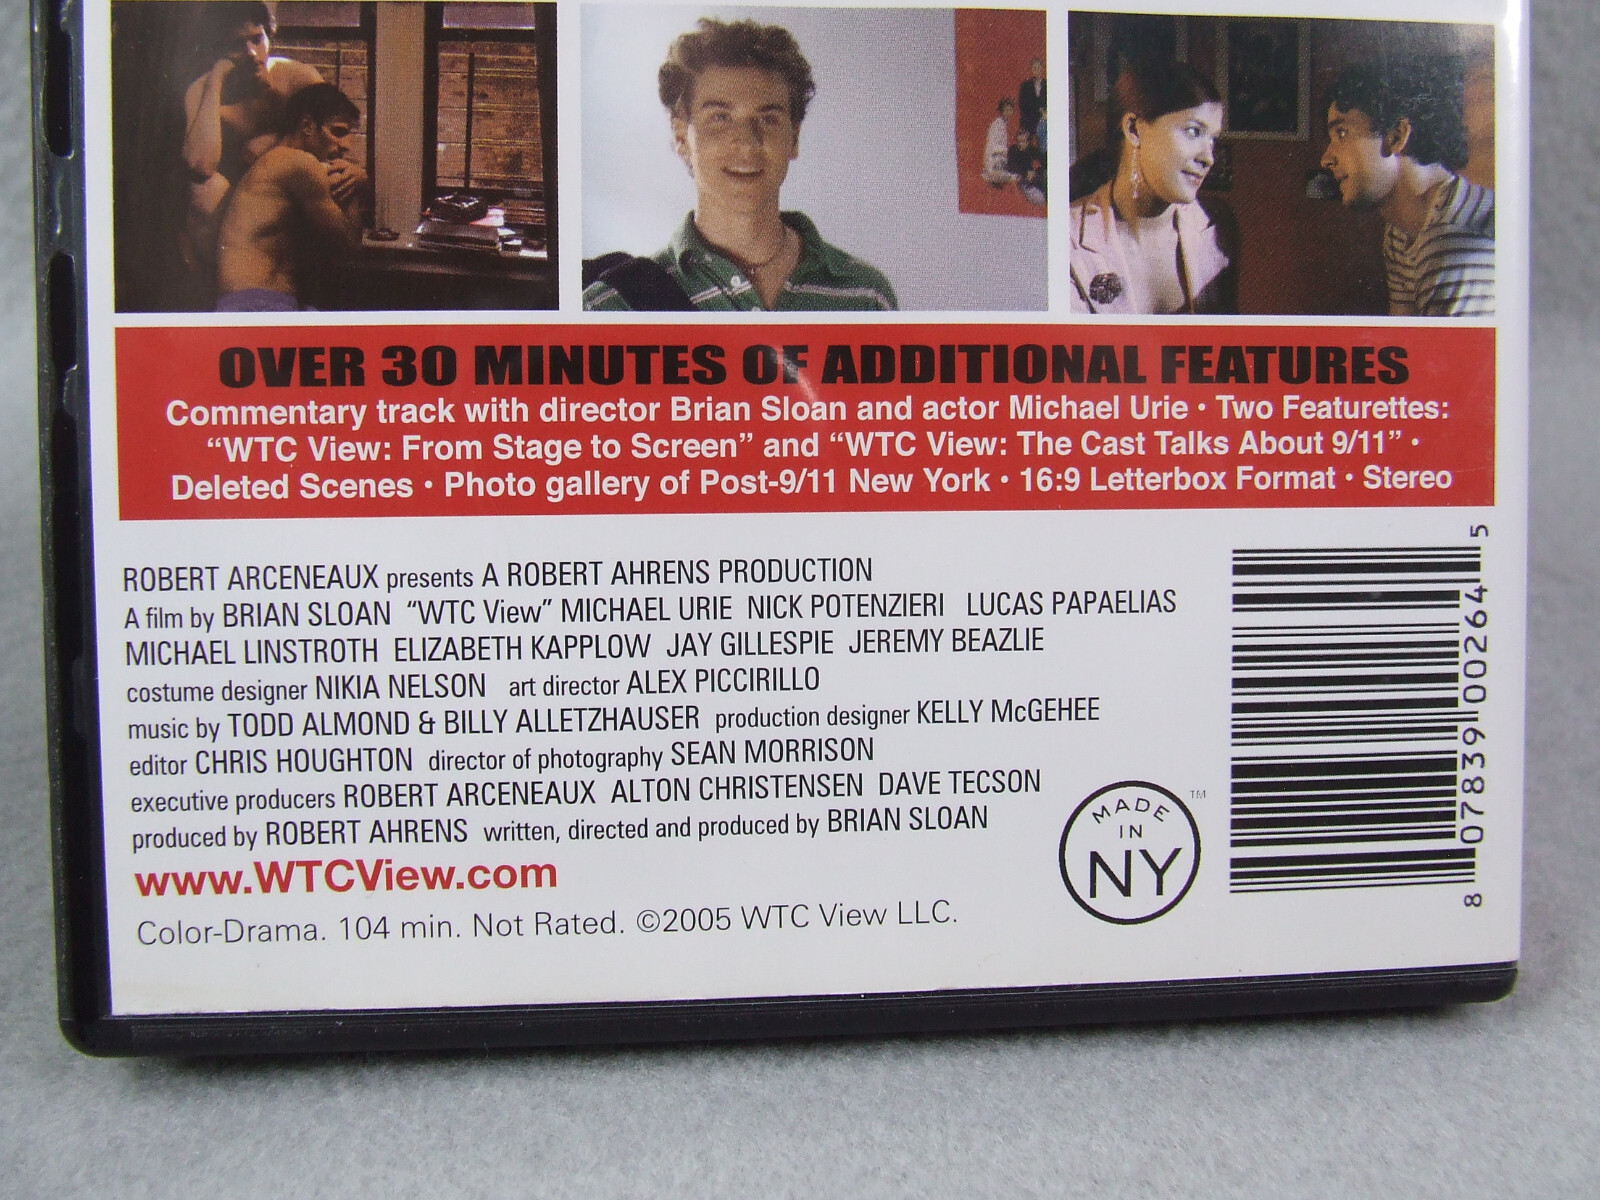 OVER 30 MINUTES OF ADDITIONAL FEATURES
Commentary track with director Brian Sloan and actor Michael Urie • Two Featurettes:
“WTC View: From Stage to Screen” and “WTC View: The Cast Talks About 9/11” •
Deleted Scenes • Photo gallery of Post-9/11 New York • 16:9 Letterbox Format • Stereo
ROBERT ARCENEAUX presents A ROBERT AHRENS PRODUCTION
A film by BRIAN SLOAN “WTC View” MICHAEL URIE NICK POTENZIERI LUCAS PAPAELIAS
MICHAEL LINSTROTH ELIZABETH KAPPLOW JAY GILLESPIE JEREMY BEAZLIE
costume designer NIKIA NELSON art director ALEX PICCIRILLO
music by TODD ALMOND & BILLY ALLETZHAUSER production designer KELLY McGEHEE
editor CHRIS HOUGHTON director of photography SEAN MORRISON
executive producers ROBERT ARCENEAUX ALTON CHRISTENSEN DAVE TECSON
produced by ROBERT AHRENS written, directed and produced by BRIAN SLOAN
www.WTCView.com
Color-Drama. 104 min. Not Rated. ©2005 WTC View LLC.
MADE
IN
NY
TM
8 07839 00264 5